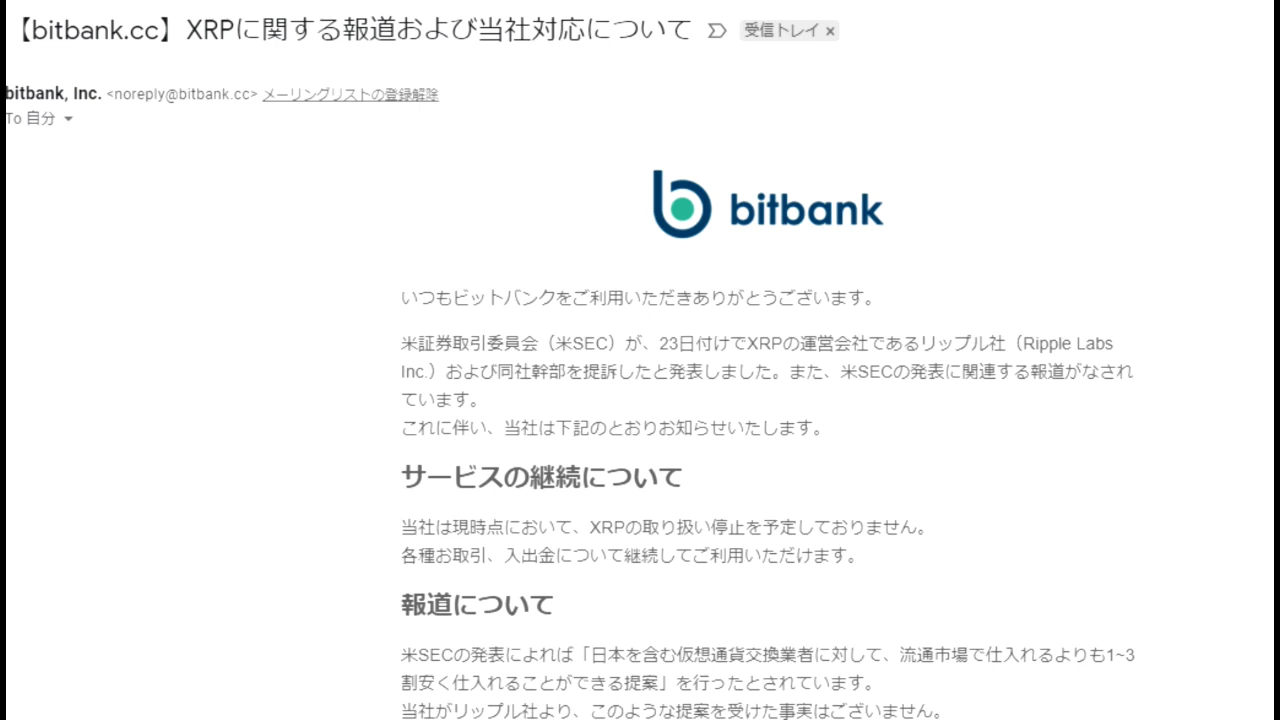 【bitbank.cc】XRPに関する報道および当社対応について 受信トレイ ×
bitbank, Inc. <noreply@bitbank.cc> メーリングリストの登録解除
To 自分
bitbank
いつもビットバンクをご利用いただきありがとうございます。
米証券取引委員会（米SEC）が、23日付けでXRPの運営会社であるリップル社（Ripple Labs
Inc.）および同社幹部を提訴したと発表しました。また、米SECの発表に関連する報道がなされ
ています。
これに伴い、当社は下記のとおりお知らせいたします。
サービスの継続について
当社は現時点において、XRPの取り扱い停止を予定しておりません。
各種お取引、入出金について継続してご利用いただけます。
報道について
米SECの発表によれば「日本を含む仮想通貨交換業者に対して、流通市場で仕入れるよりも1~3
割安く仕入れることができる提案」を行ったとされています。
当社がリップル社より、このような提案を受けた事実はございません。